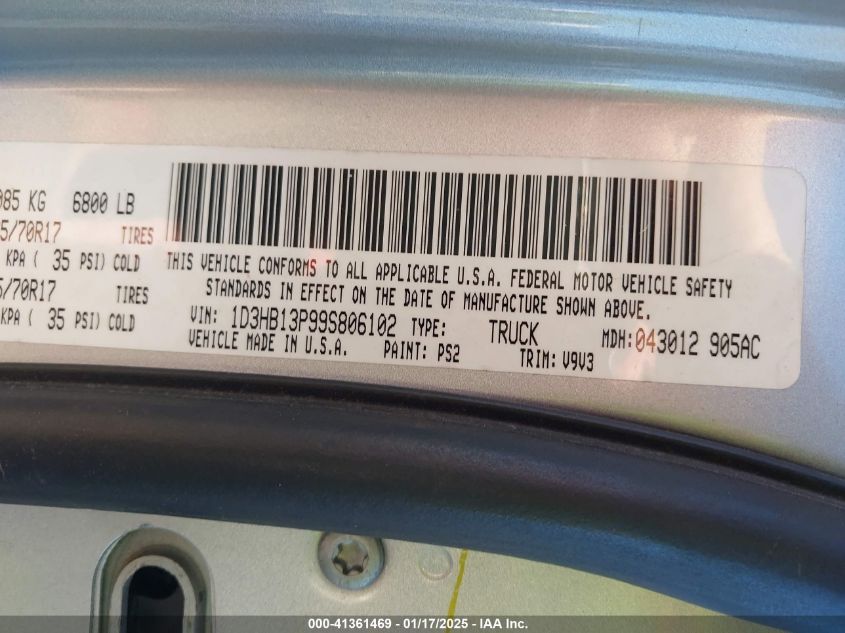 085 KG 6800 LB
5/70R17 TIRES
KPA ( 35 PSI) COLD
5/70R17 TIRES
KPA ( 35 PSI) COLD
THIS VEHICLE CONFORMS TO ALL APPLICABLE U.S.A. FEDERAL MOTOR VEHICLE SAFETY
STANDARDS IN EFFECT ON THE DATE OF MANUFACTURE SHOWN ABOVE.
VIN: 1D3HB13P99S806102 TYPE: TRUCK MDH: 043012 905AC
VEHICLE MADE IN U.S.A. PAINT: PS2 TRIM: V9V3
000-41361469 - 01/17/2025 - IAA Inc.